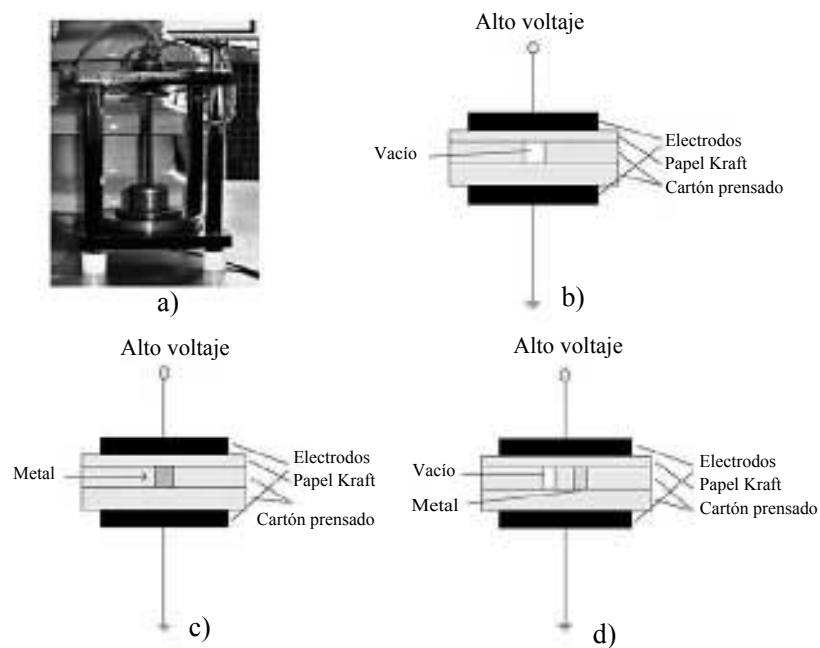 Alto voltaje
Vacío
Electrodos
Papel Kraft
Cartón prensado
a)
b)
Alto voltaje
Metal
Electrodos
Papel Kraft
Cartón prensado
c)
Alto voltaje
Vacío
Metal
Electrodos
Papel Kraft
Cartón prensado
d)